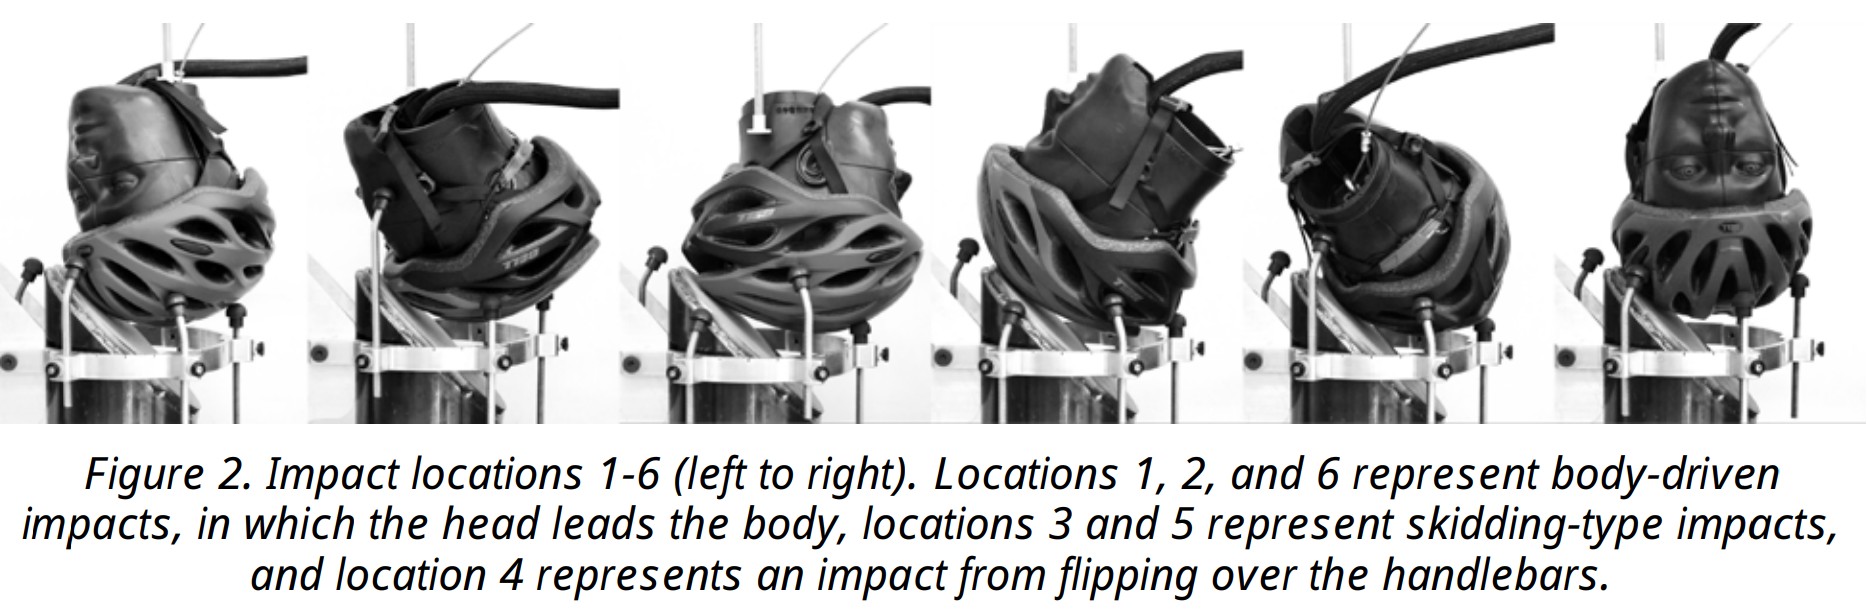 Figure 2. Impact locations 1-6 (left to right). Locations 1, 2, and 6 represent body-driven
impacts, in which the head leads the body, locations 3 and 5 represent skidding-type impacts,
and location 4 represents an impact from flipping over the handlebars.